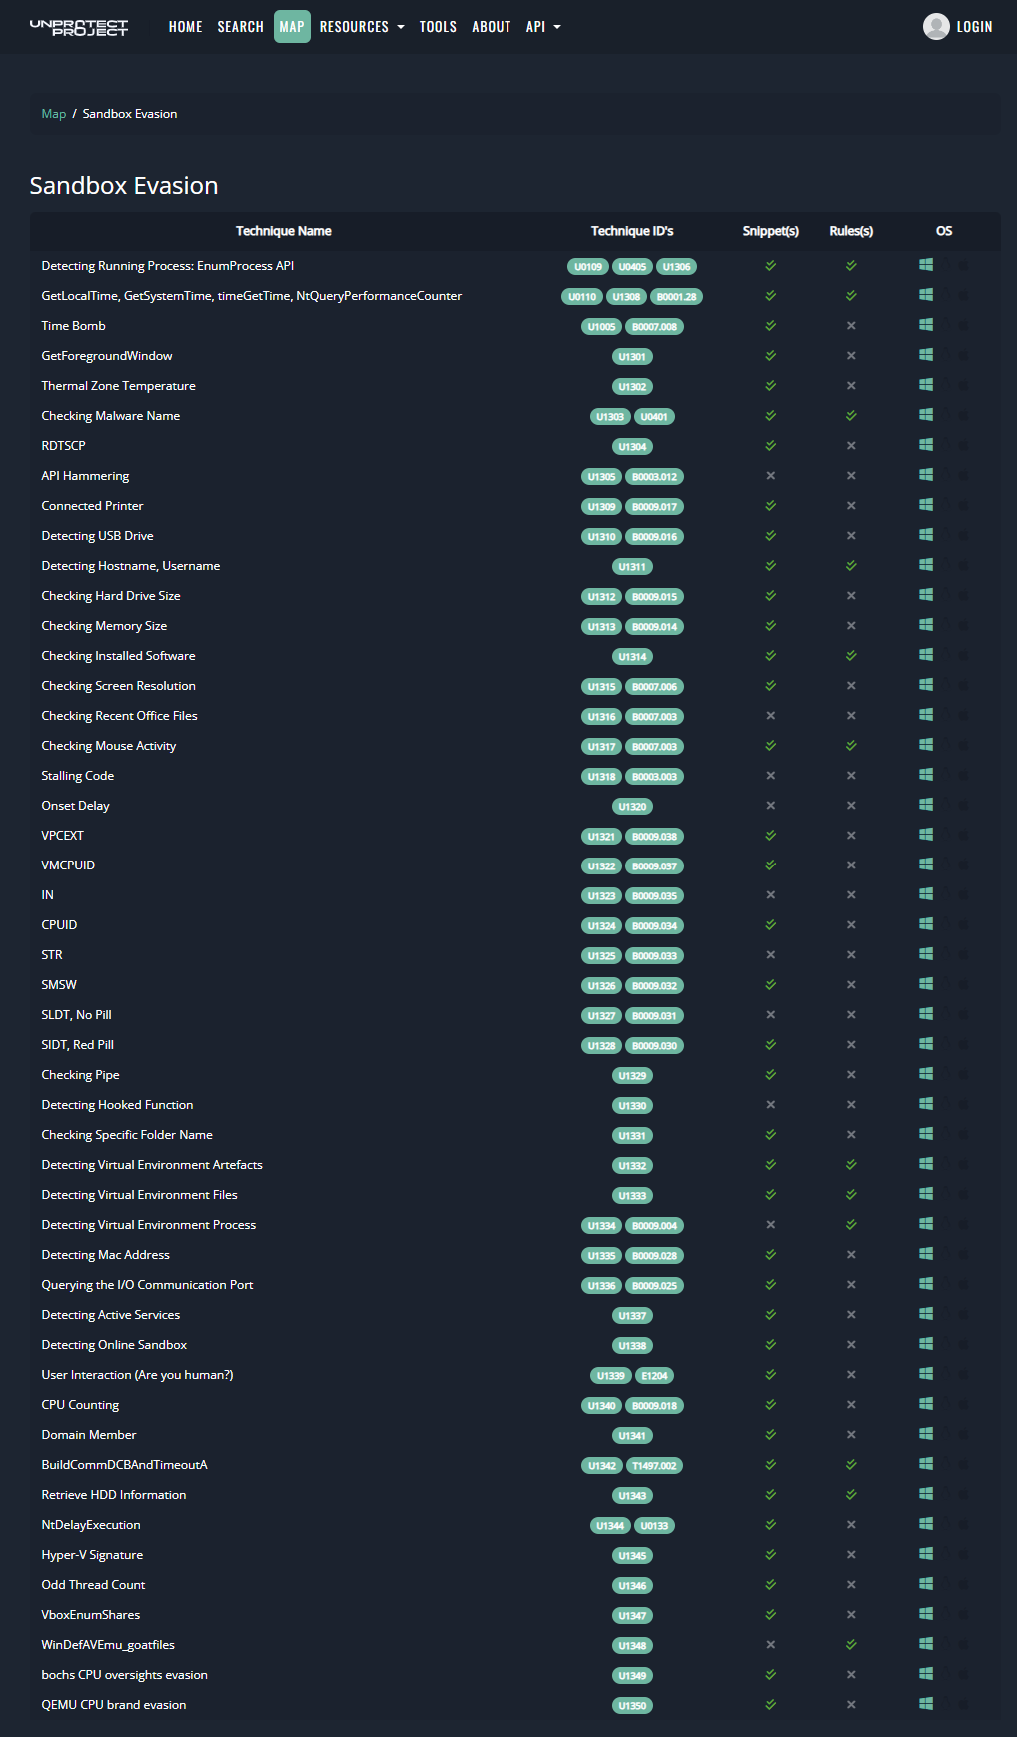 UNPROTECT
PROJECT
HOME SEARCH MAP RESOURCES TOOLS ABOUT API LOGIN
Map / Sandbox Evasion
Sandbox Evasion
Technique Name Technique ID's Snippet(s) Rules(s) OS
Detecting Running Process: EnumProcess API U0109 U0405 U1306
GetLocalTime, GetSystemTime, timeGetTime, NtQueryPerformanceCounter U0110 U1308 B0001.28
Time Bomb U1005 B0007.008
GetForegroundWindow U1301
Thermal Zone Temperature U1302
Checking Malware Name U1303 U0401
RDTSCP U1304
API Hammering U1305 B0003.012
Connected Printer U1309 B0009.017
Detecting USB Drive U1310 B0009.016
Detecting Hostname, Username U1311
Checking Hard Drive Size U1312 B0009.015
Checking Memory Size U1313 B0009.014
Checking Installed Software U1314
Checking Screen Resolution U1315 B0007.006
Checking Recent Office Files U1316 B0007.003
Checking Mouse Activity U1317 B0007.003
Stalling Code U1318 B0003.003
Onset Delay U1320
VPCEXT U1321 B0009.038
VMCPUID U1322 B0009.037
IN U1323 B0009.035
CPUID U1324 B0009.034
STR U1325 B0009.033
SMSW U1326 B0009.032
SLDT, No Pill U1327 B0009.031
SIDT, Red Pill U1328 B0009.030
Checking Pipe U1329
Detecting Hooked Function U1330
Checking Specific Folder Name U1331
Detecting Virtual Environment Artefacts U1332
Detecting Virtual Environment Files U1333
Detecting Virtual Environment Process U1334 B0009.004
Detecting Mac Address U1335 B0009.028
Querying the I/O Communication Port U1336 B0009.025
Detecting Active Services U1337
Detecting Online Sandbox U1338
User Interaction (Are you human?) U1339 E1204
CPU Counting U1340 B0009.018
Domain Member U1341
BuildCommDCBAndTimeoutA U1342 T1497.002
Retrieve HDD Information U1343
NtDelayExecution U1344 U0133
Hyper-V Signature U1345
Odd Thread Count U1346
VboxEnumShares U1347
WinDefAVEmu_goatfiles U1348
bochs CPU oversights evasion U1349
QEMU CPU brand evasion U1350